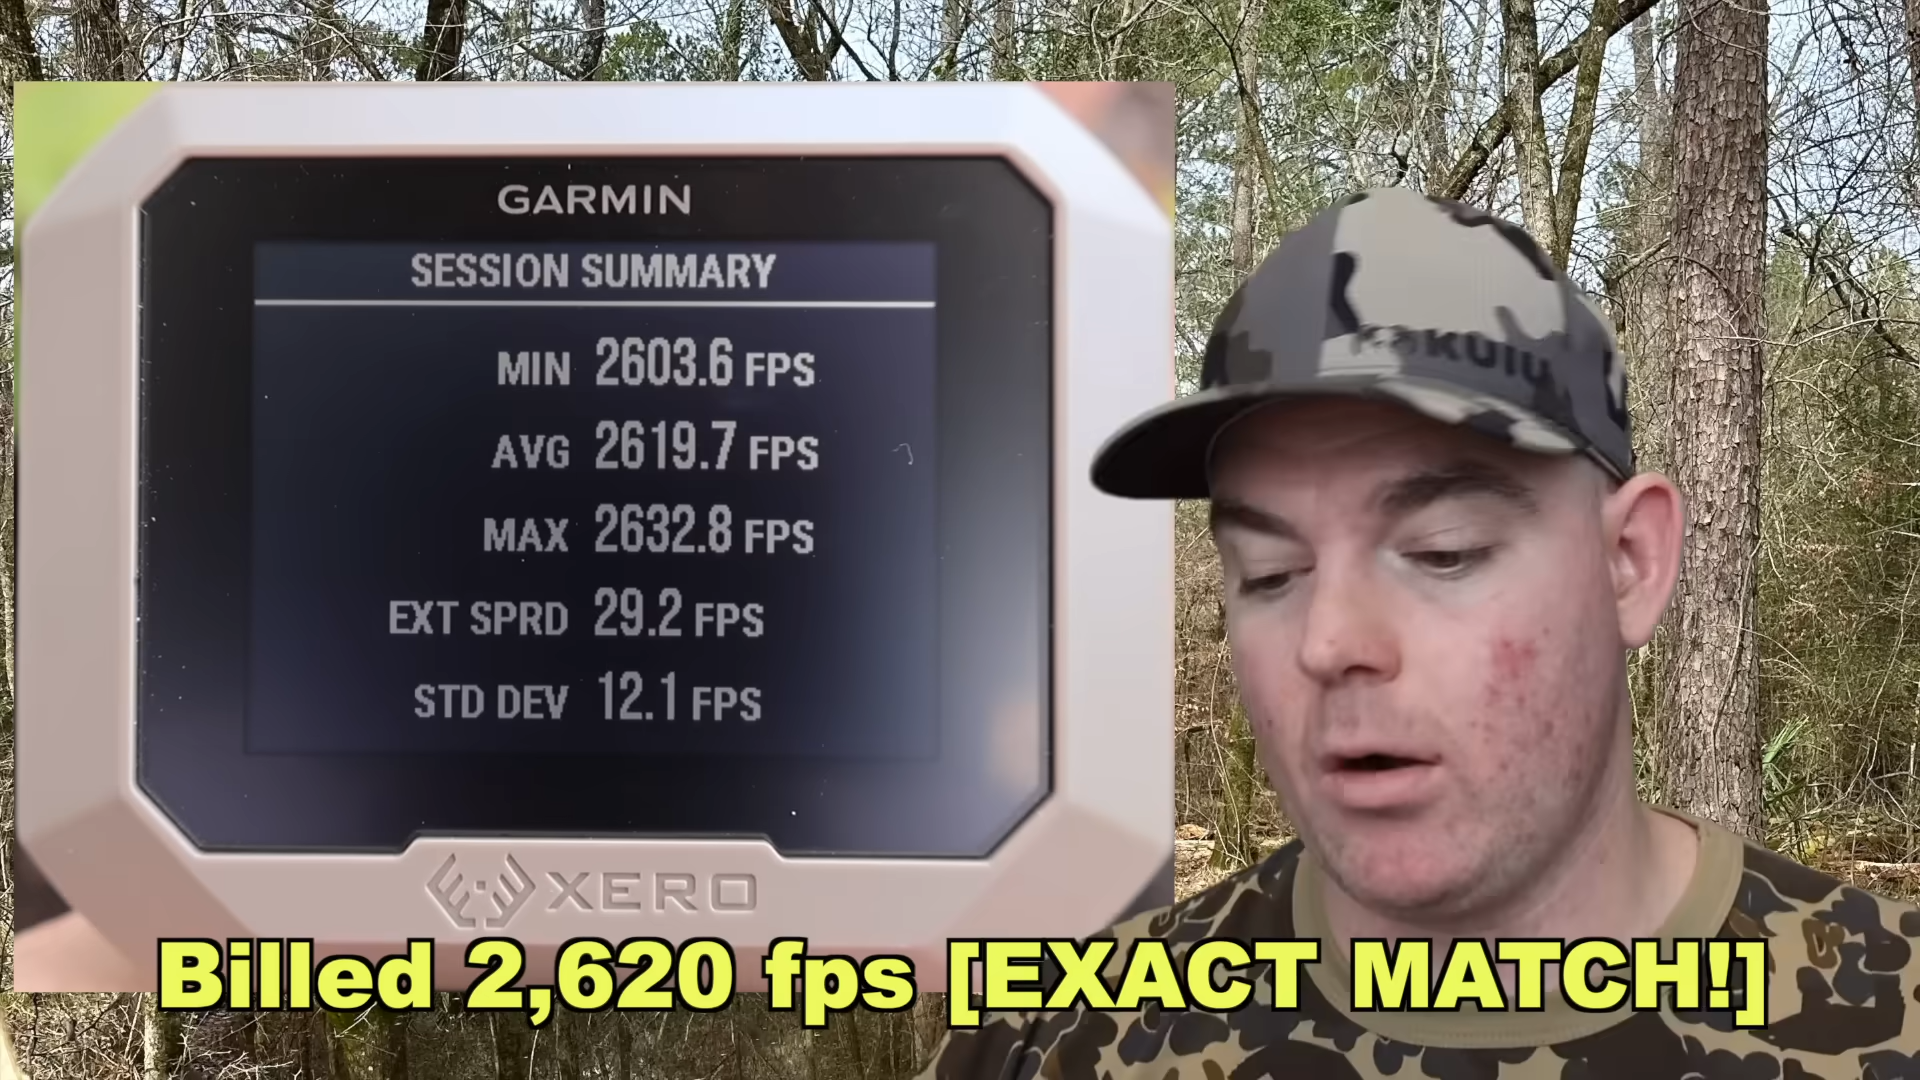 GARMIN
SESSION SUMMARY
MIN 2603.6 FPS
AVG 2619.7 FPS
MAX 2632.8 FPS
EXT SPRD 29.2 FPS
STD DEV 12.1 FPS
XERO
Billed 2,620 fps [EXACT MATCH!]